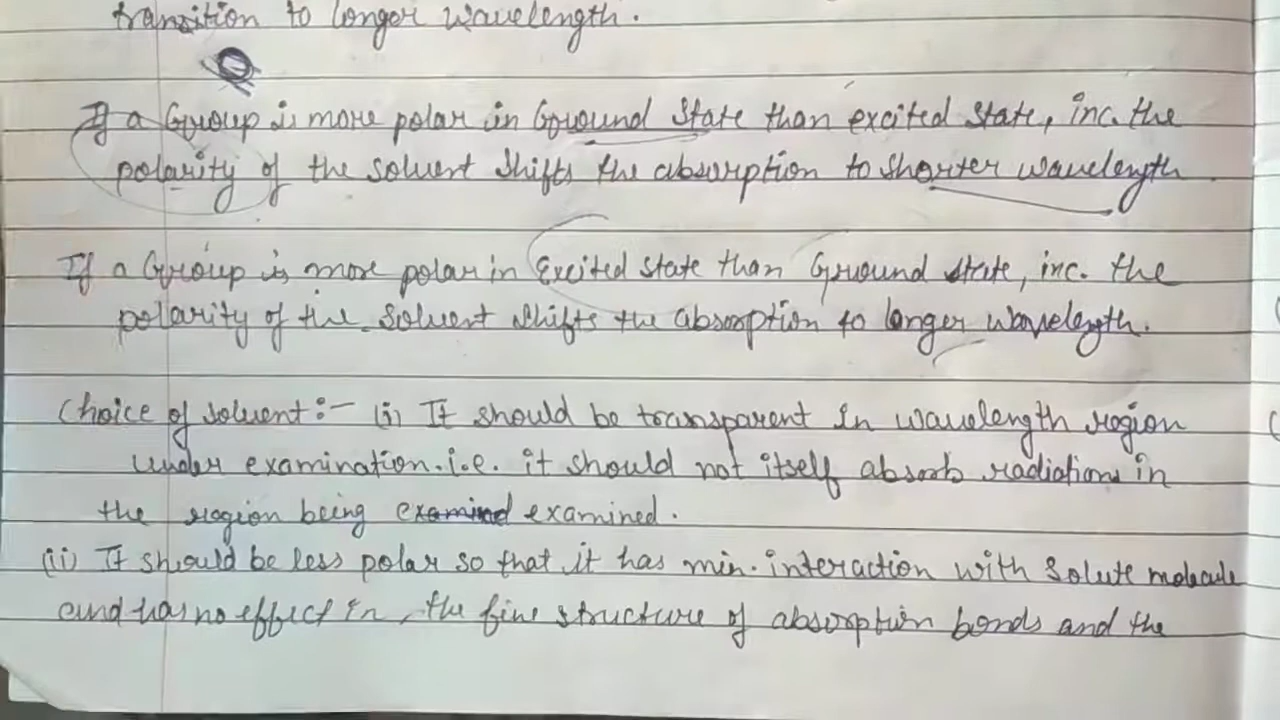 transition to longer wavelength.
If a Group is more polar in Ground State than excited state, inc. the
polarity of the solvent shifts the absorption to shorter wavelength
If a Group is more polar in Excited state than Ground state, inc. the
polarity of the solvent shifts the absorption to longer wavelength.
Choice of solvent :- (i) It should be transparent in wavelength region
under examination. i.e. it should not itself absorb radiations in
the region being examined examined.
(ii) It should be less polar so that it has min. interaction with solute molecule
and has no effect in the fine structure of absorption bonds and the